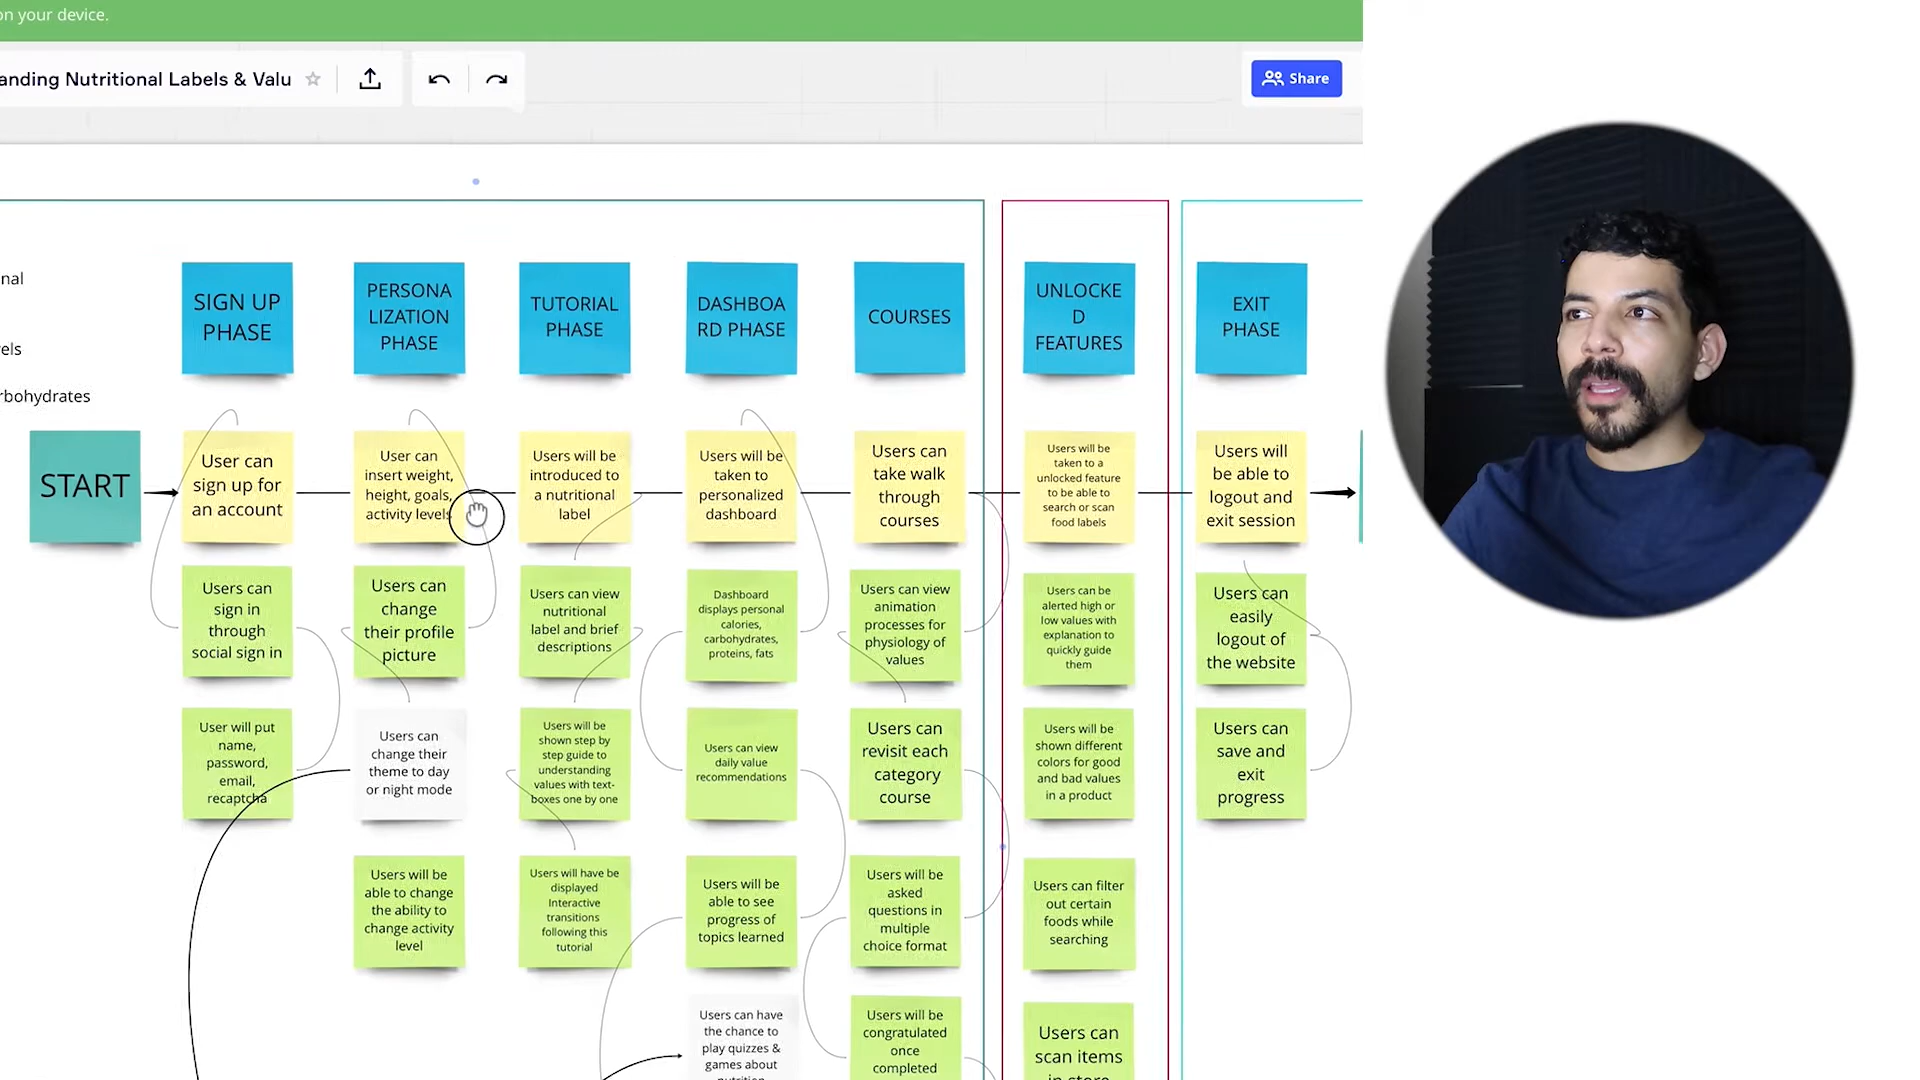 on your device.
anding Nutritional Labels & Valu
Share
nal
els
rbohydrates
SIGN UP
PHASE
PERSONA
LIZATION
PHASE
TUTORIAL
PHASE
DASHBOA
RD PHASE
COURSES
UNLOCKE
D
FEATURES
EXIT
PHASE
START
User can
sign up for
an account
User can
insert weight,
height, goals,
activity levels
Users will be
introduced to
a nutritional
label
Users will be
taken to
personalized
dashboard
Users can
take walk
through
courses
Users will be
taken to a
unlocked feature
to be able to
search or scan
food labels
Users will
be able to
logout and
exit session
Users can
sign in
through
social sign in
Users can
change
their profile
picture
Users can view
nutritional
label and brief
descriptions
Dashboard
displays personal
calories,
carbohydrates,
proteins, fats
Users can view
animation
processes for
physiology of
values
Users can be
alerted high or
low values with
explanation to
quickly guide
them
Users can
easily
logout of
the website
User will put
name,
password,
email,
recaptcha
Users can
change their
theme to day
or night mode
Users will be
shown step by
step guide to
understanding
values with text-
boxes one by one
Users can view
daily value
recommendations
Users can
revisit each
category
course
Users will be
shown different
colors for good
and bad values
in a product
Users can
save and
exit
progress
Users will be
able to change
the ability to
change activity
level
Users will have be
displayed
Interactive
transitions
following this
tutorial
Users will be
able to see
progress of
topics learned
Users will be
asked
questions in
multiple
choice format
Users can filter
out certain
foods while
searching
Users can have
the chance to
play quizzes &
games about
nutrition
Users will be
congratulated
once
completed
Users can
scan items
in store